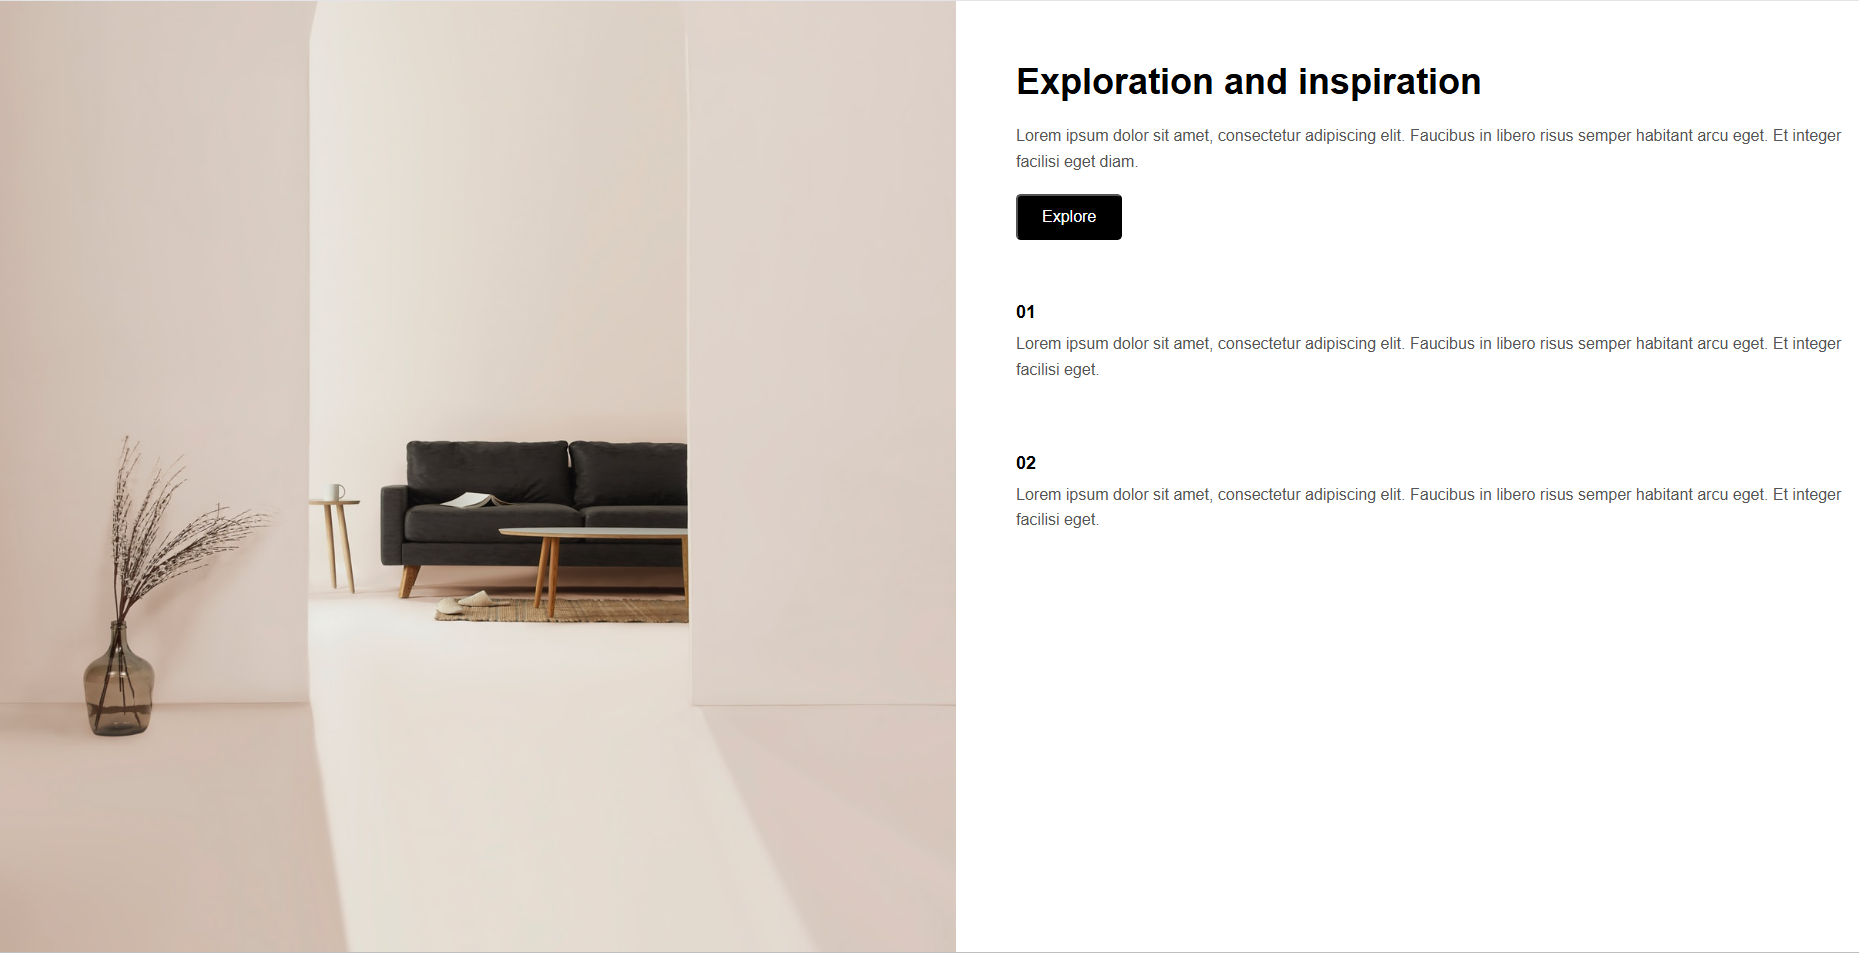 Exploration and inspiration
Lorem ipsum dolor sit amet, consectetur adipiscing elit. Faucibus in libero risus semper habitant arcu eget. Et integer
facilisi eget diam.
Explore
01
Lorem ipsum dolor sit amet, consectetur adipiscing elit. Faucibus in libero risus semper habitant arcu eget. Et integer
facilisi eget.
02
Lorem ipsum dolor sit amet, consectetur adipiscing elit. Faucibus in libero risus semper habitant arcu eget. Et integer
facilisi eget.